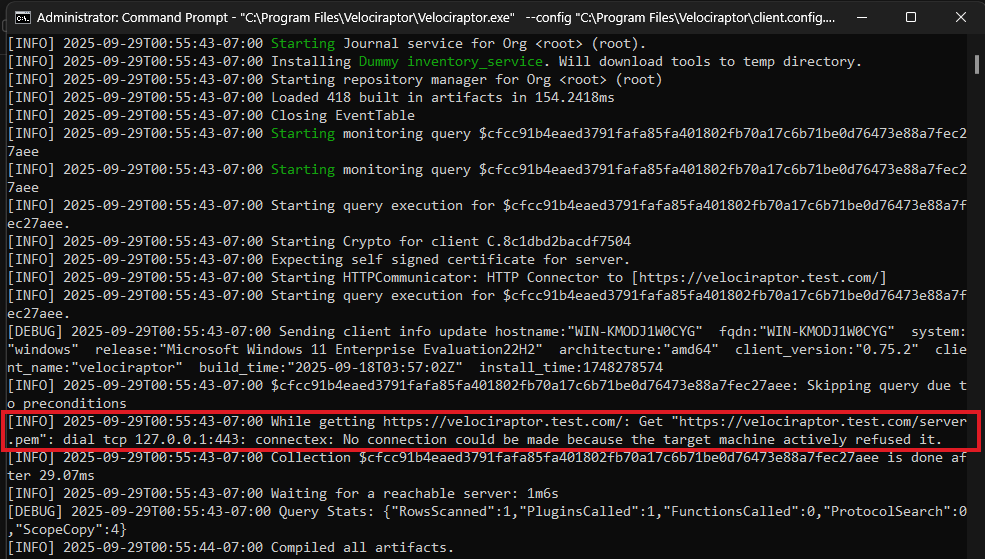 Administrator: Command Prompt - "C:\Program Files\Velociraptor\Velociraptor.exe"  --config "C:\Program Files\Velociraptor\client.config....
[INFO] 2025-09-29T00:55:43-07:00 Starting Journal service for Org <root> (root).
[INFO] 2025-09-29T00:55:43-07:00 Installing Dummy inventory_service. Will download tools to temp directory.
[INFO] 2025-09-29T00:55:43-07:00 Starting repository manager for Org <root> (root)
[INFO] 2025-09-29T00:55:43-07:00 Loaded 418 built in artifacts in 154.2418ms
[INFO] 2025-09-29T00:55:43-07:00 Closing EventTable
[INFO] 2025-09-29T00:55:43-07:00 Starting monitoring query $cfcc91b4eaed3791fafa85fa401802fb70a17c6b71be0d76473e88a7fec2
7aee
[INFO] 2025-09-29T00:55:43-07:00 Starting monitoring query $cfcc91b4eaed3791fafa85fa401802fb70a17c6b71be0d76473e88a7fec2
7aee
[INFO] 2025-09-29T00:55:43-07:00 Starting query execution for $cfcc91b4eaed3791fafa85fa401802fb70a17c6b71be0d76473e88a7f
ec27aee.
[INFO] 2025-09-29T00:55:43-07:00 Starting Crypto for client C.8c1dbd2bacdf7504
[INFO] 2025-09-29T00:55:43-07:00 Expecting self signed certificate for server.
[INFO] 2025-09-29T00:55:43-07:00 Starting HTTPCommunicator: HTTP Connector to [https://velociraptor.test.com/]
[INFO] 2025-09-29T00:55:43-07:00 Starting query execution for $cfcc91b4eaed3791fafa85fa401802fb70a17c6b71be0d76473e88a7f
ec27aee.
[DEBUG] 2025-09-29T00:55:43-07:00 Sending client info update hostname:"WIN-KMODJ1W0CYG"  fqdn:"WIN-KMODJ1W0CYG"  system:
"windows"  release:"Microsoft Windows 11 Enterprise Evaluation22H2"  architecture:"amd64"  client_version:"0.75.2"  clie
nt_name:"velociraptor"  build_time:"2025-09-18T03:57:02Z"  install_time:1748278574
[INFO] 2025-09-29T00:55:43-07:00 $cfcc91b4eaed3791fafa85fa401802fb70a17c6b71be0d76473e88a7fec27aee: Skipping query due t
o preconditions
[INFO] 2025-09-29T00:55:43-07:00 While getting https://velociraptor.test.com/: Get "https://velociraptor.test.com/server
.pem": dial tcp 127.0.0.1:443: connectex: No connection could be made because the target machine actively refused it.
[INFO] 2025-09-29T00:55:43-07:00 Collection $cfcc91b4eaed3791fafa85fa401802fb70a17c6b71be0d76473e88a7fec27aee is done af
ter 29.07ms
[INFO] 2025-09-29T00:55:43-07:00 Waiting for a reachable server: 1m6s
[DEBUG] 2025-09-29T00:55:43-07:00 Query Stats: {"RowsScanned":1,"PluginsCalled":1,"FunctionsCalled":0,"ProtocolSearch":0
,"ScopeCopy":4}
[INFO] 2025-09-29T00:55:44-07:00 Compiled all artifacts.